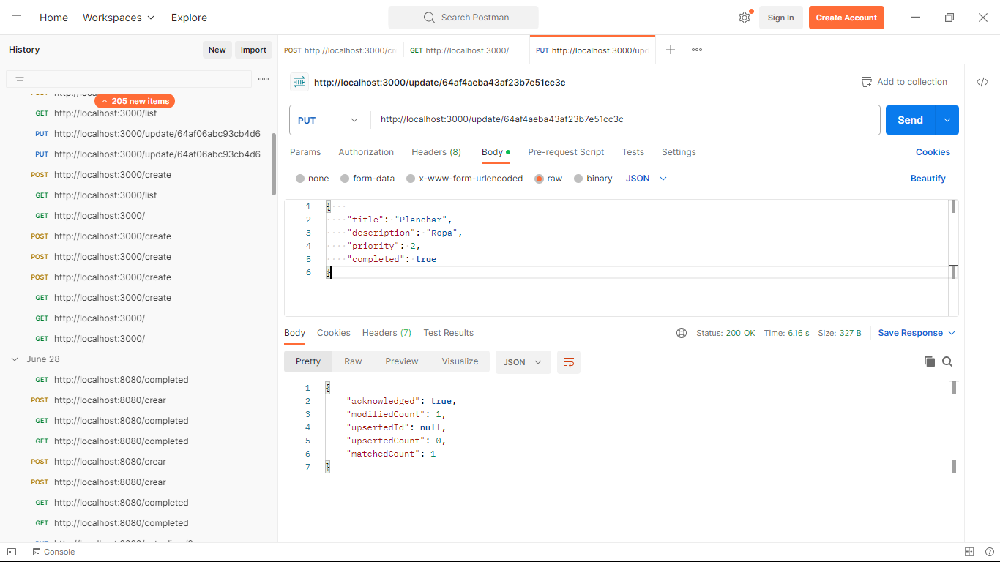 Home Workspaces Explore Search Postman Sign In Create Account
History New Import
205 new items
GET http://localhost:3000/list
PUT http://localhost:3000/update/64af06abc93cb4d6
PUT http://localhost:3000/update/64af06abc93cb4d6
POST http://localhost:3000/create
GET http://localhost:3000/list
GET http://localhost:3000/
POST http://localhost:3000/create
POST http://localhost:3000/create
POST http://localhost:3000/create
GET http://localhost:3000/create
GET http://localhost:3000/
GET http://localhost:3000/
June 28
GET http://localhost:8080/completed
POST http://localhost:8080/crear
GET http://localhost:8080/completed
GET http://localhost:8080/completed
POST http://localhost:8080/crear
POST http://localhost:8080/crear
GET http://localhost:8080/completed
GET http://localhost:8080/completed
POST http://localhost:3000/cr GET http://localhost:3000/ PUT http://localhost:3000/upd
HTTP http://localhost:3000/update/64af4aeba43af23b7e51cc3c Add to collection
PUT http://localhost:3000/update/64af4aeba43af23b7e51cc3c Send
Params Authorization Headers (8) Body Pre-request Script Tests Settings Cookies
none form-data x-www-form-urlencoded raw binary JSON Beautify
1 {
2 "title": "Planchar",
3 "description": "Ropa",
4 "priority": 2,
5 "completed": true
6 }
Body Cookies Headers (7) Test Results Status: 200 OK Time: 6.16 s Size: 327 B Save Response
Pretty Raw Preview Visualize JSON
1 {
2 "acknowledged": true,
3 "modifiedCount": 1,
4 "upsertedId": null,
5 "upsertedCount": 0,
6 "matchedCount": 1
7 }
Console